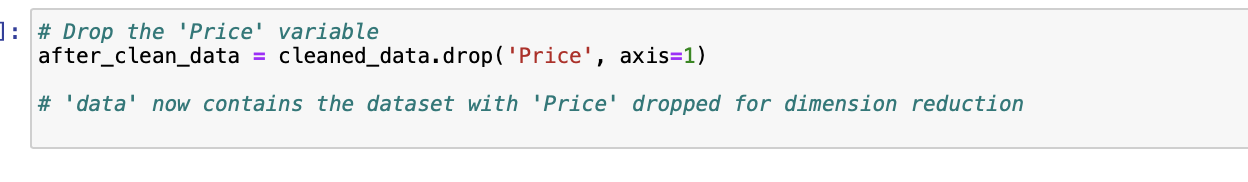 ]:
# Drop the 'Price' variable
after_clean_data = cleaned_data.drop('Price', axis=1)
# 'data' now contains the dataset with 'Price' dropped for dimension reduction